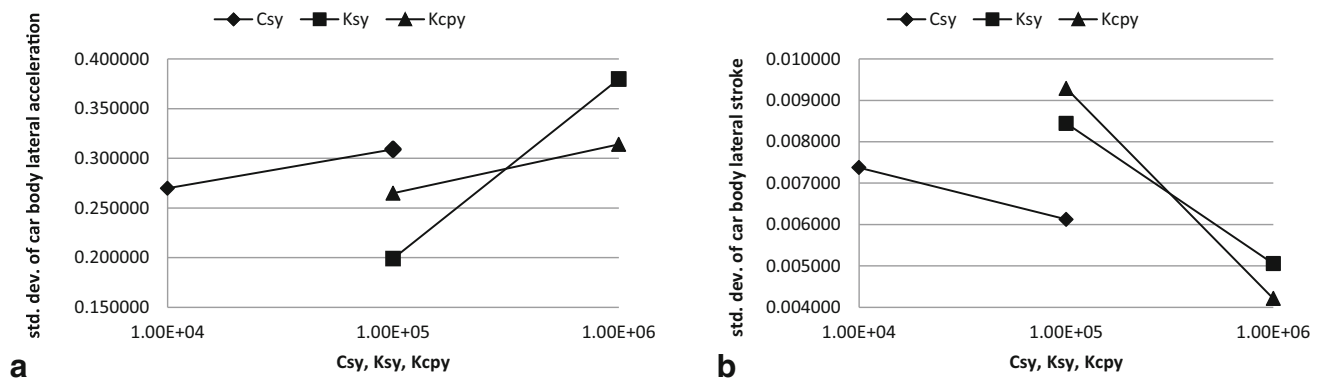 Csy Ksy Kcpy
std. dev. of car body lateral acceleration
0.400000
0.350000
0.300000
0.250000
0.200000
0.150000
1.00E+04 1.00E+05 1.00E+06
Csy, Ksy, Kcpy
a
Csy Ksy Kcpy
std. dev. of car body lateral stroke
0.010000
0.009000
0.008000
0.007000
0.006000
0.005000
0.004000
1.00E+04 1.00E+05 1.00E+06
Csy, Ksy, Kcpy
b